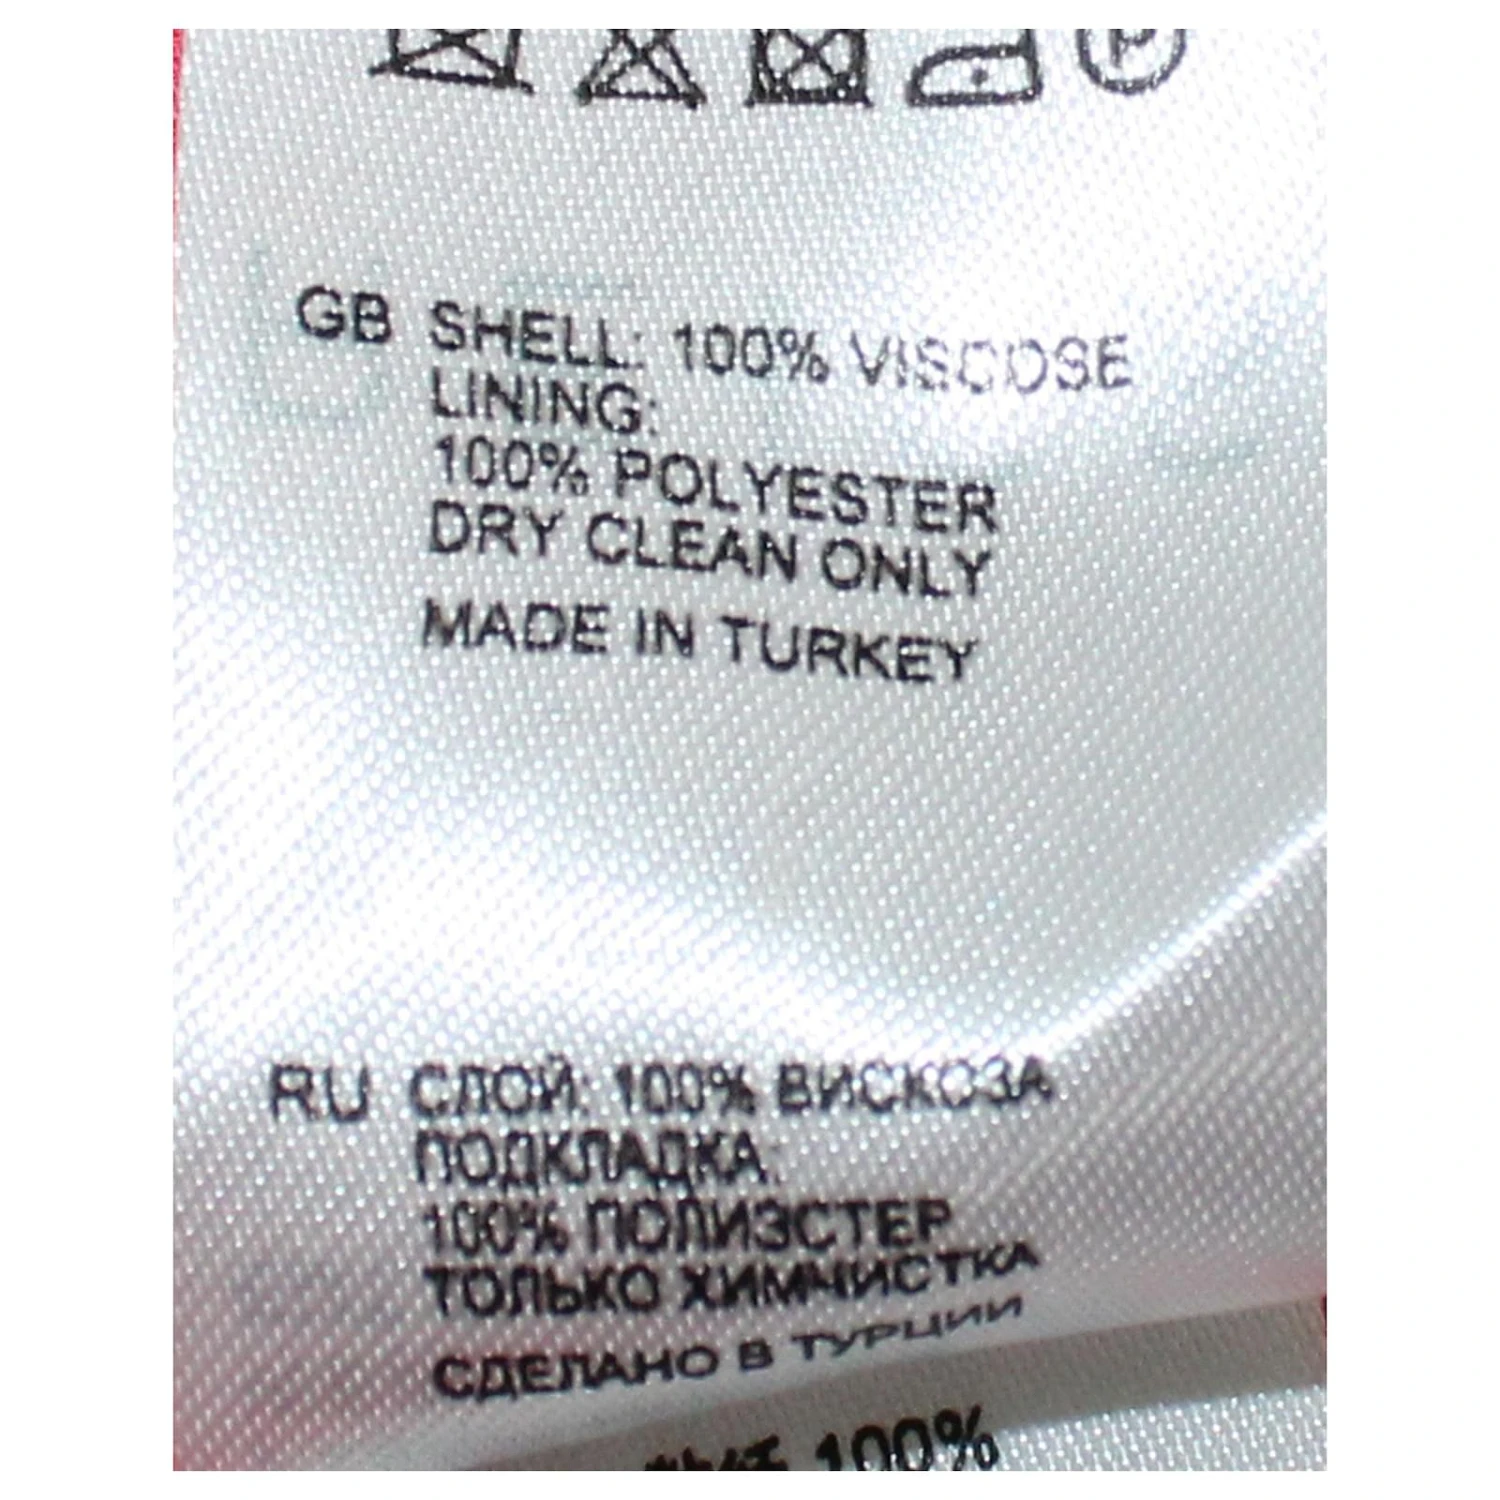 P
GB SHELL: 100% VISCOSE
LINING:
100% POLYESTER
DRY CLEAN ONLY
MADE IN TURKEY
RU СЛОЙ: 100% ВИСКОЗА
ПОДКЛАДКА:
100% ПОЛИЭСТЕР
ТОЛЬКО ХИМЧИСТКА
СДЕЛАНО В ТУРЦИИ
100%